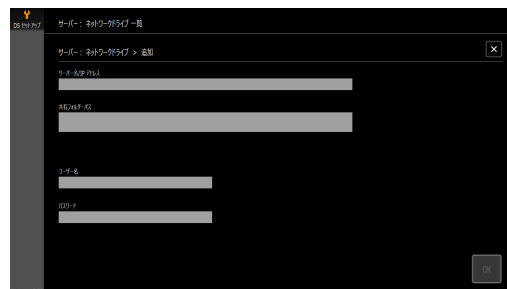 DS セットアップ
サーバー： ネットワークドライブ 一覧
サーバー： ネットワークドライブ > 追加
サーバー名/IP アドレス
共有フォルダーパス
ユーザー名
パスワード
OK